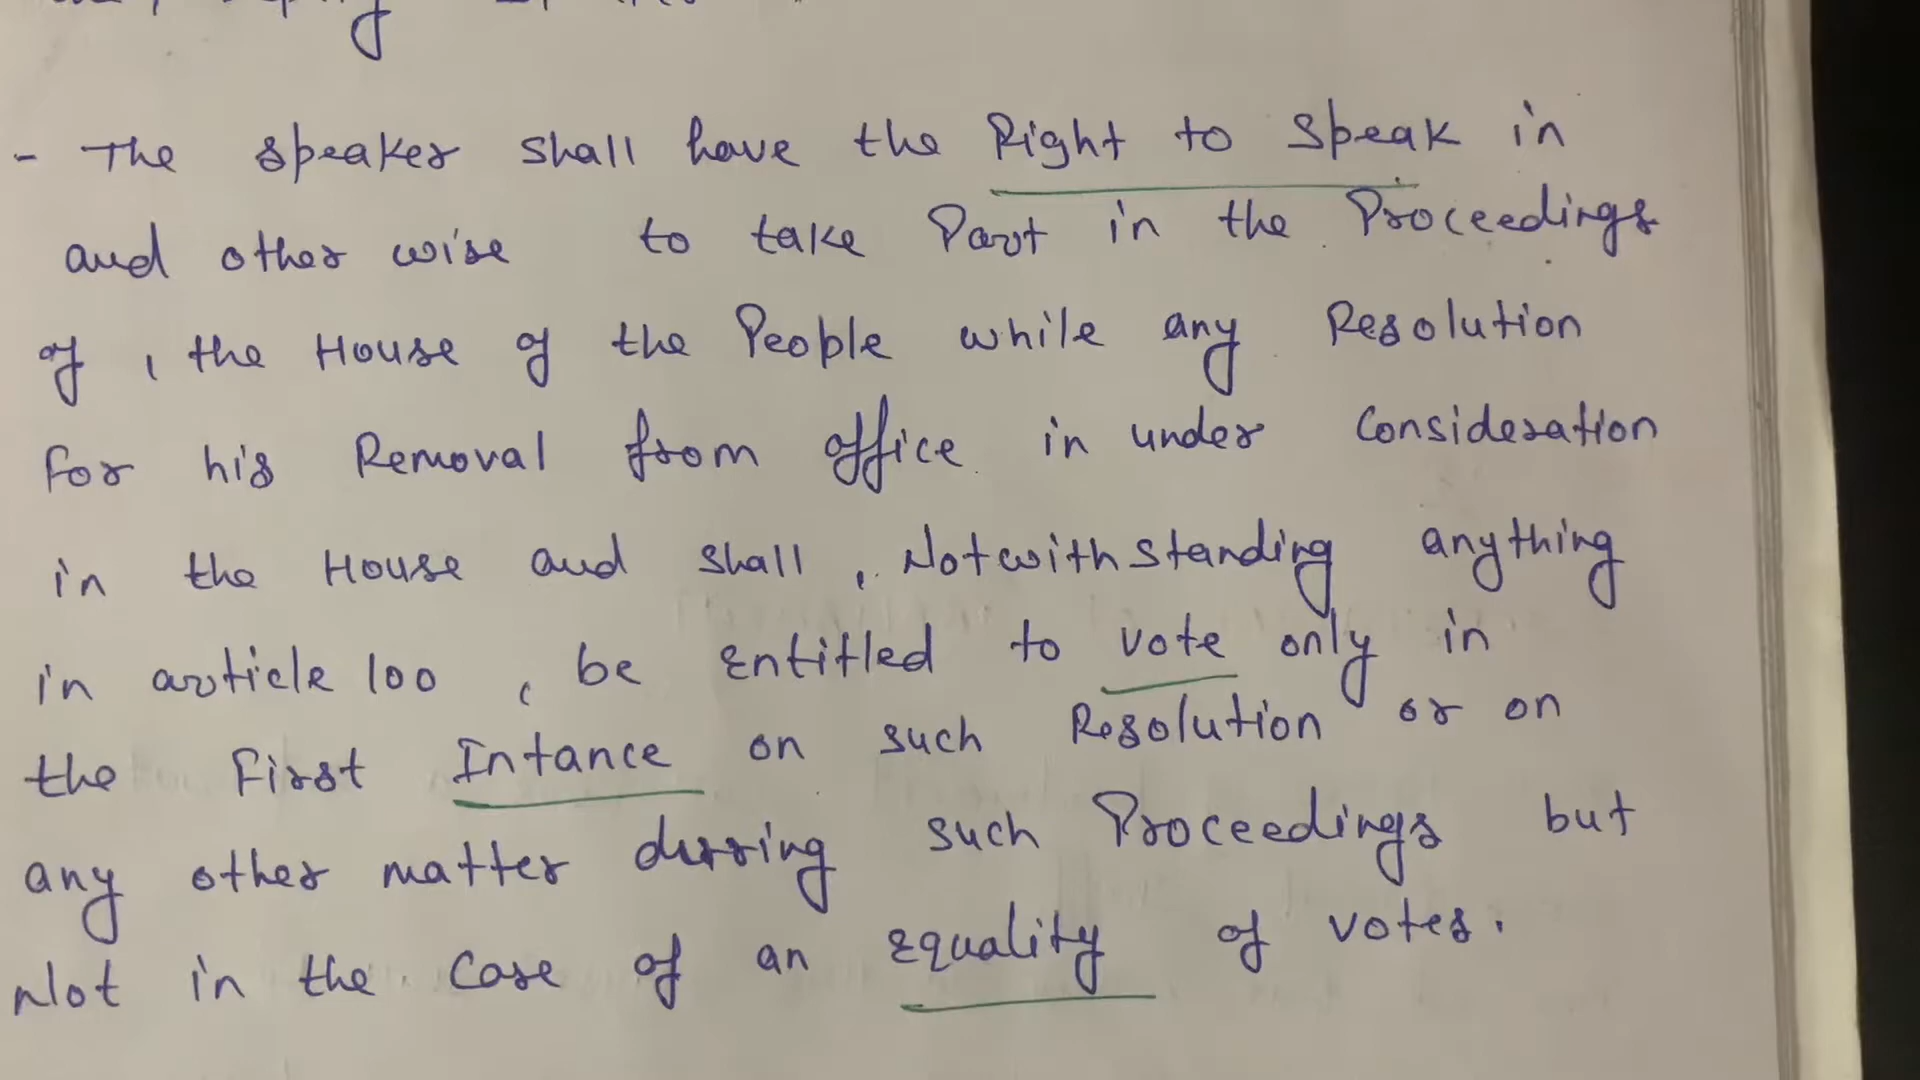 - The speaker shall have the Right to speak in
and other wise to take Part in the Proceedings
of , the House of the People while any Resolution
for his Removal from office in under Consideration
in the House and shall , Notwithstanding anything
in article 100 , be entitled to vote only in
the First Intance on such Resolution or on
any other matter durring such Proceedings but
Not in the case of an equality of votes.